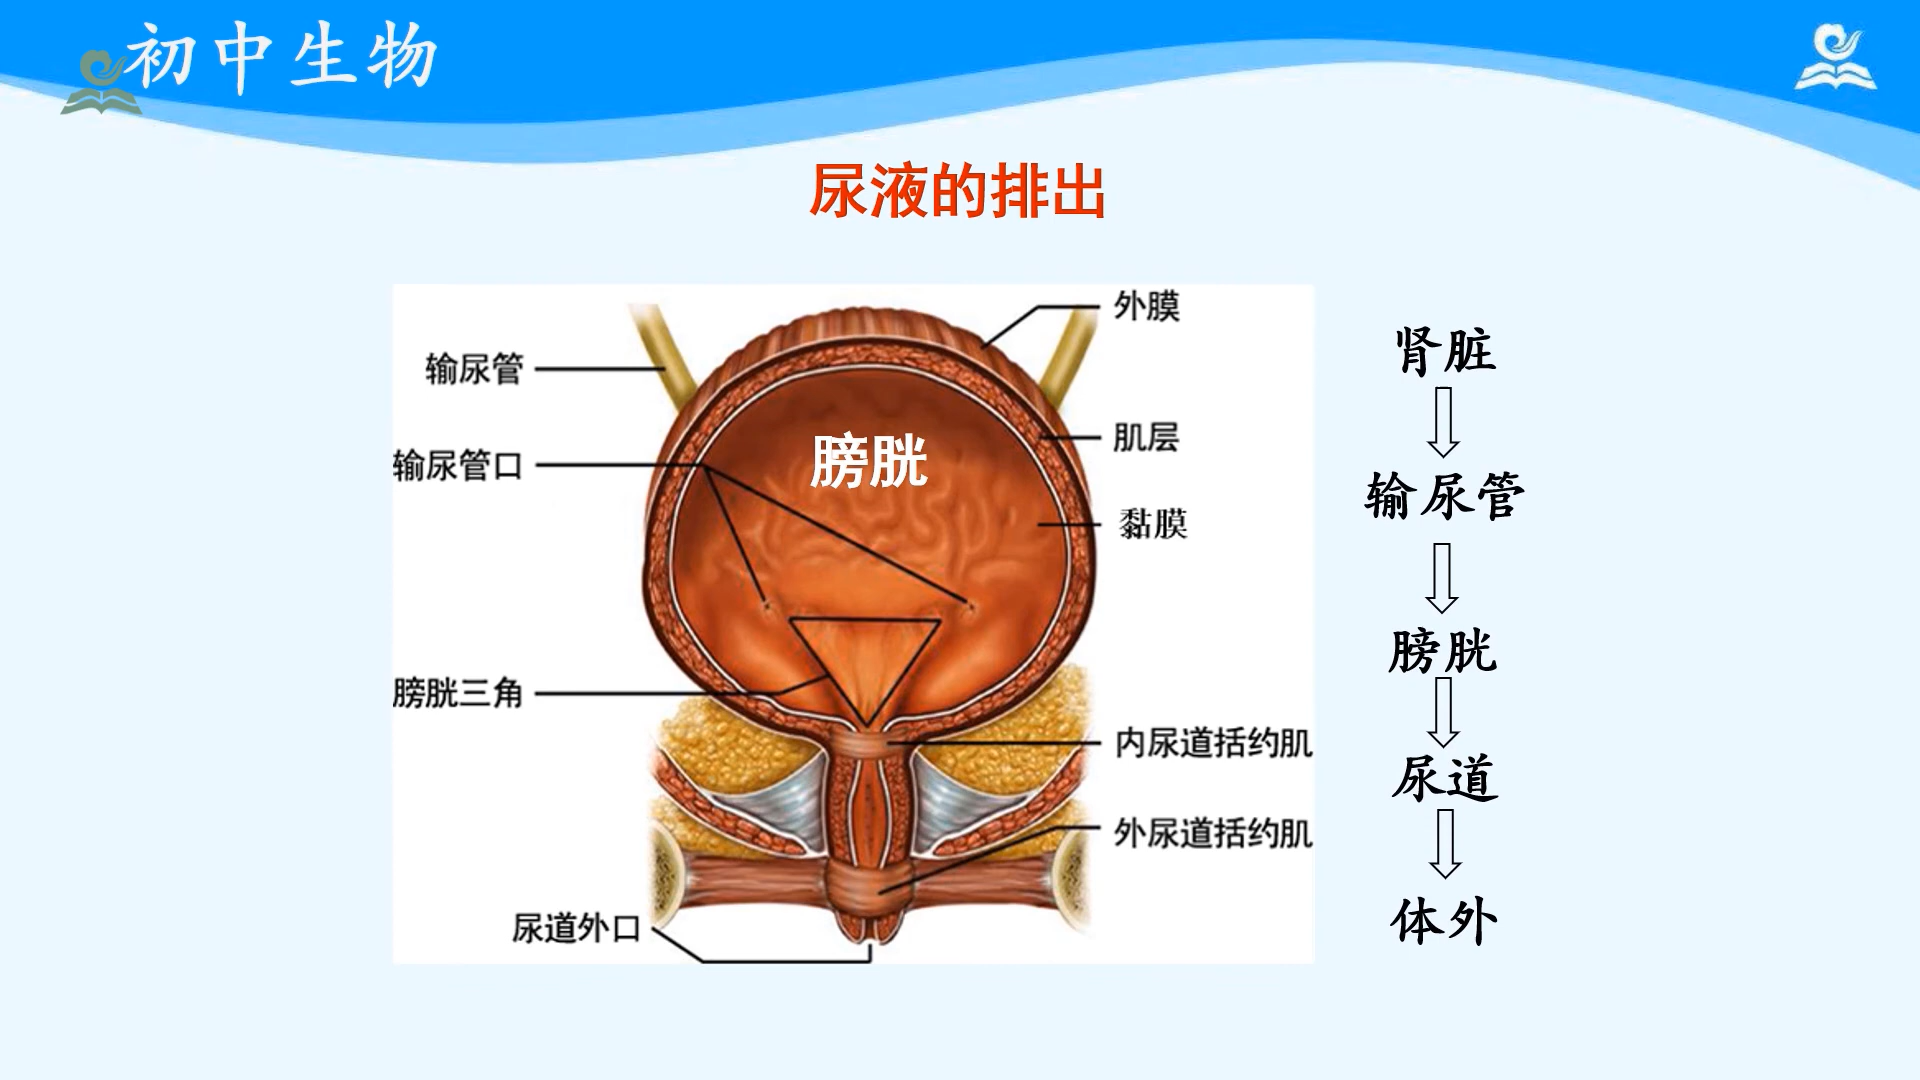 初中生物
尿液的排出
外膜
输尿管
肌层
输尿管口
膀胱
黏膜
膀胱三角
内尿道括约肌
外尿道括约肌
尿道外口
肾脏
输尿管
膀胱
尿道
体外